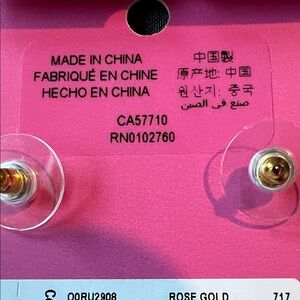 MADE IN CHINA
FABRIQUÉ EN CHINE
HECHO EN CHINA
中国製
原产地: 中国
원산지: 중국
صنع في الصين
CA57710
RN0102760
O0RU2908 ROSE GOLD 717